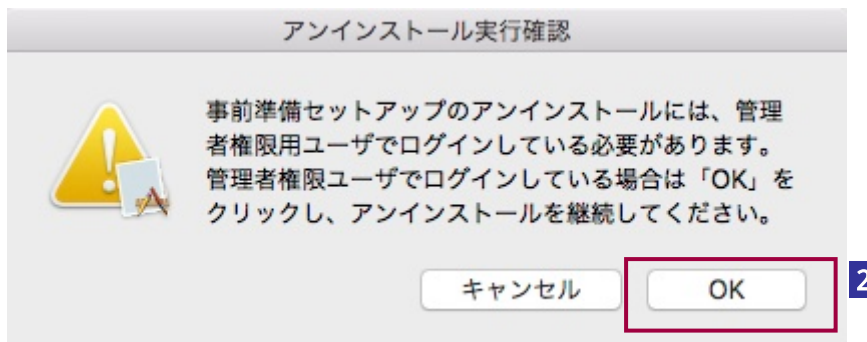 アンインストール実行確認
事前準備セットアップのアンインストールには、管理
者権限用ユーザでログインしている必要があります。
管理者権限ユーザでログインしている場合は「OK」を
クリックし、アンインストールを継続してください。
キャンセル OK 2